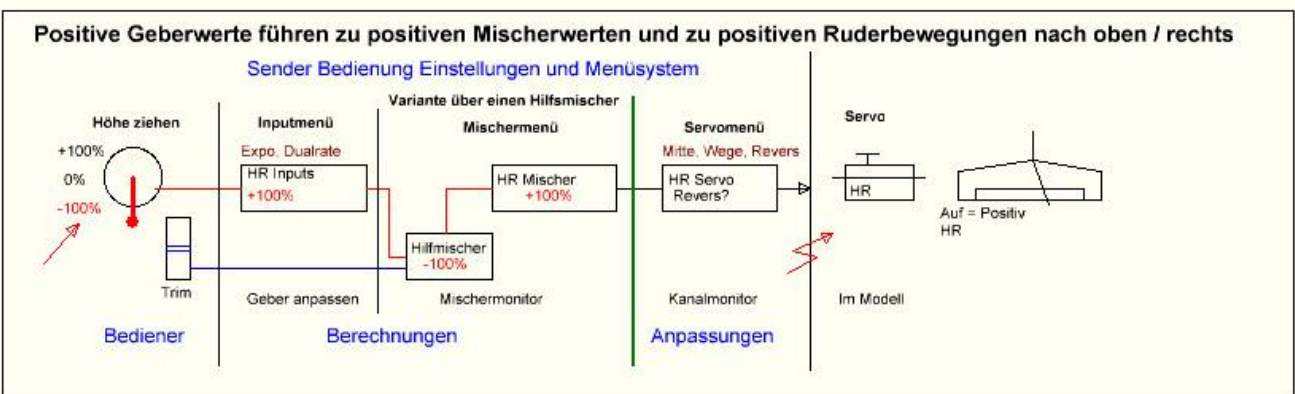 Positive Geberwerte führen zu positiven Mischerwerten und zu positiven Ruderbewegungen nach oben / rechts
Sender Bedienung Einstellungen und Menüsystem
Variante über einen Hilfsmischer
Höhe ziehen
Inputmenü
Mischermenü
Servomenü
Servo
+100%
0%
-100%
Expo, Dualrate
HR Inputs
+100%
HR Mischer
+100%
Mitte, Wege, Revers
HR Servo
Revers?
HR
Auf = Positiv
HR
Hilfmischer
-100%
Trim
Geber anpassen
Mischermonitor
Kanalmonitor
Im Modell
Bediener
Berechnungen
Anpassungen